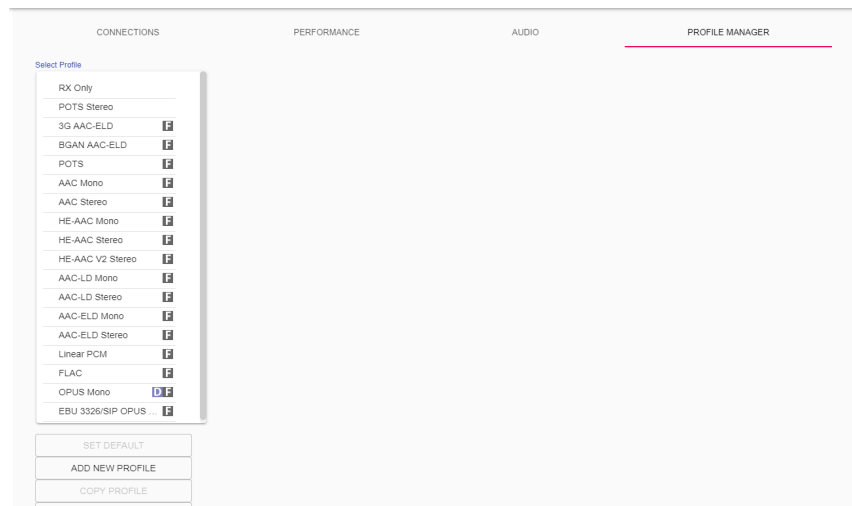 CONNECTIONS PERFORMANCE AUDIO PROFILE MANAGER
Select Profile
RX Only
POTS Stereo
3G AAC-ELD F
BGAN AAC-ELD F
POTS F
AAC Mono F
AAC Stereo F
HE-AAC Mono F
HE-AAC Stereo F
HE-AAC V2 Stereo F
AAC-LD Mono F
AAC-LD Stereo F
AAC-ELD Mono F
AAC-ELD Stereo F
Linear PCM F
FLAC F
OPUS Mono D F
EBU 3326/SIP OPUS ... F
SET DEFAULT
ADD NEW PROFILE
COPY PROFILE